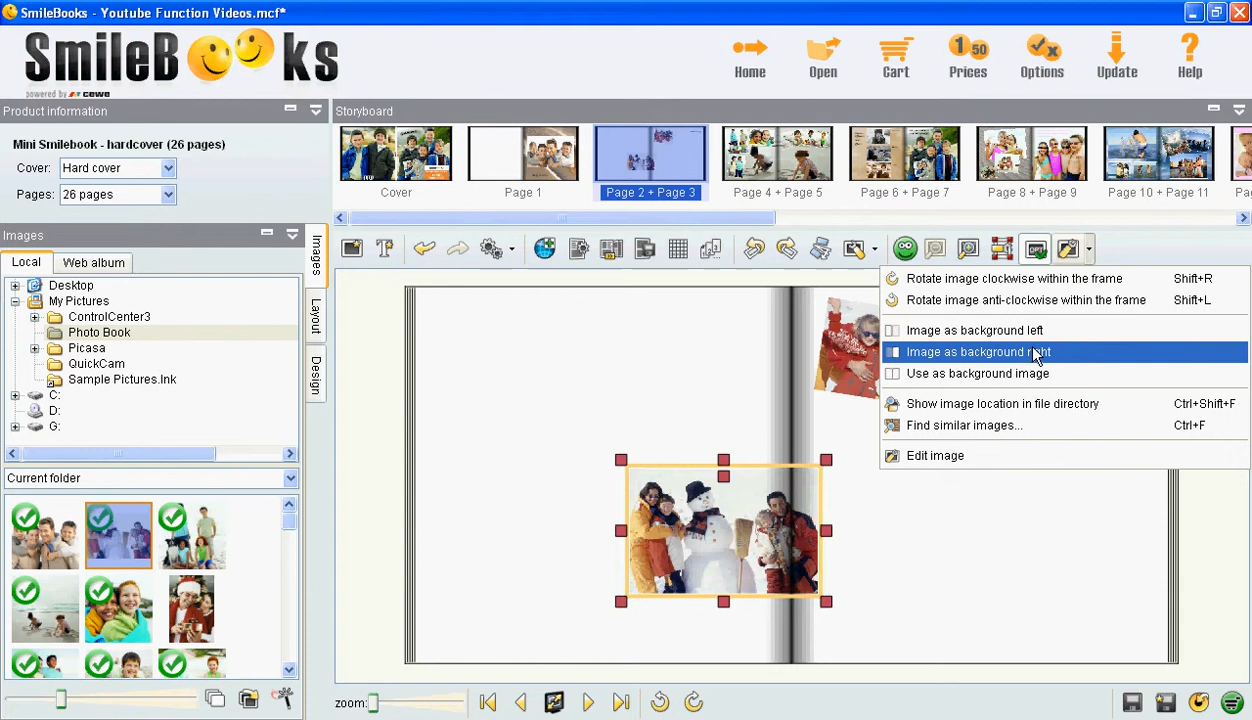 SmileBooks - Youtube Function Videos.mcf*
SmileB ks
powered by cewe
Home
Open
Cart
1 50
Prices
Options
Update
Help
Product information
Storyboard
Mini Smilebook - hardcover (26 pages)
Cover: Hard cover
Pages: 26 pages
Cover
Page 1
Page 2 + Page 3
Page 4 + Page 5
Page 6 + Page 7
Page 8 + Page 9
Page 10 + Page 11
Pag
Images
Local
Web album
Images
Layout
Design
Desktop
My Pictures
ControlCenter3
Photo Book
Picasa
QuickCam
Sample Pictures.lnk
C:
D:
G:
Current folder
OPT
Rotate image clockwise within the frame Shift+R
Rotate image anti-clockwise within the frame Shift+L
Image as background left
Image as background right
Use as background image
Show image location in file directory Ctrl+Shift+F
Find similar images... Ctrl+F
Edit image
zoom: